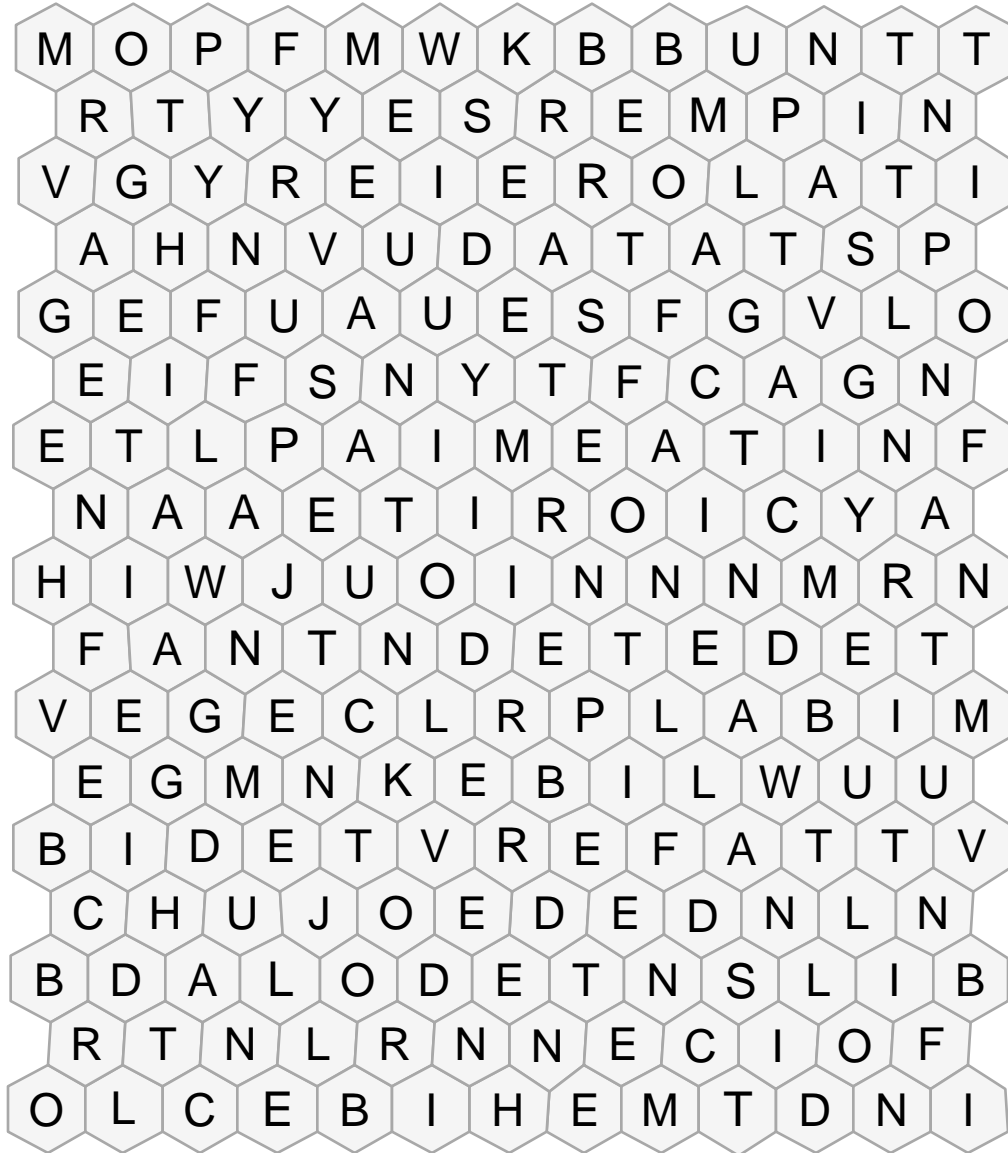 M O P F M W K B B U N T T
R T Y Y E S R E M P I N
V G Y R E I E R O L A T I
A H N V U D A T A T S P
G E F U A U E S F G V L O
E I F S N Y T F C A G N
E T L P A I M E A T I N F
N A A E T I R O I C Y A
H I W J U O I N N N M R N
F A N T N D E T E D E T
V E G E C L R P L A B I M
E G M N K E B I L W U U
B I D E T V R E F A T T V
C H U J O E D E D N L N
B D A L O D E T N S L I B
R T N L R N N E C I O F
O L C E B I H E M T D N I